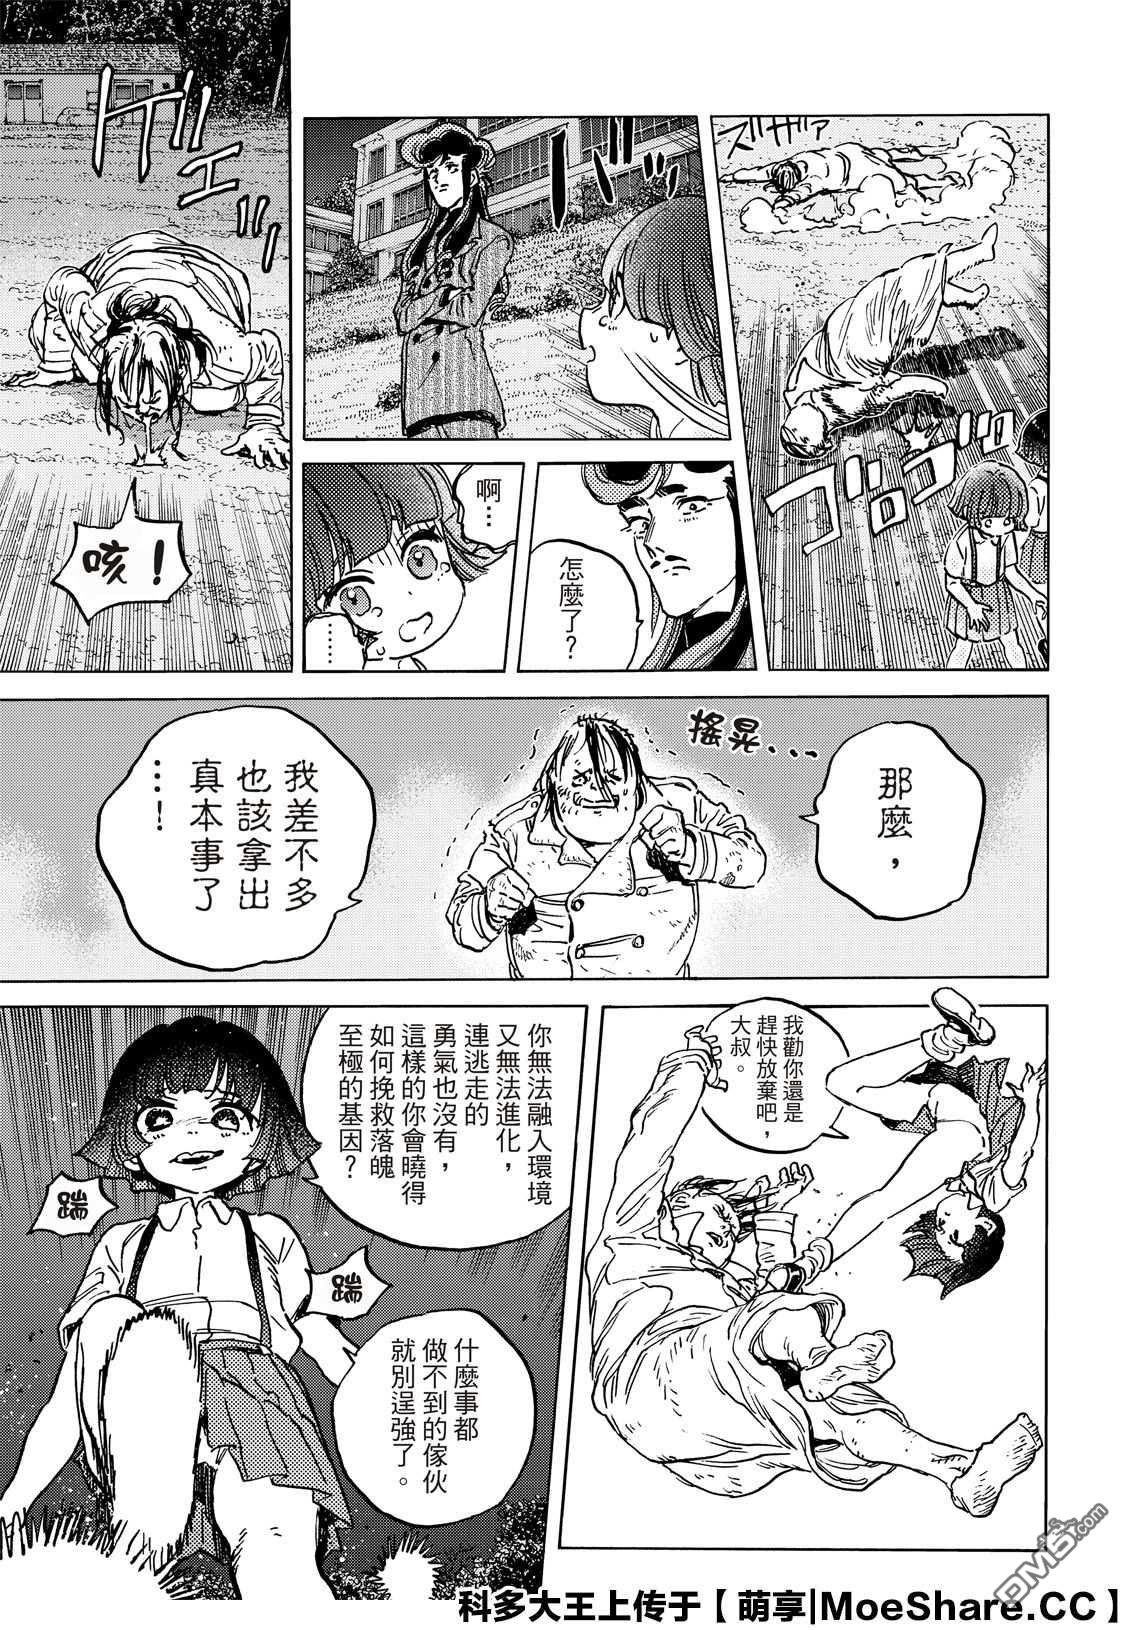 ズザァ
ゴロゴロ
バッ
怎麼了？
啊…
……
ゲエッ
ゲエッ
咳！
那麼，
搖晃…
我差不多
也該拿出
真本事了
…！
我勸你還是
趕快放棄吧，
大叔。
你無法融入環境
又無法進化，
連逃走的
勇氣也沒有，
這樣的你會曉得
如何挽救落魄
至極的基因？
踹
踹
什麼事都
做不到的傢伙
就別逞強了。
DM5.com
科多大王上传于【萌享|MoeShare.CC】